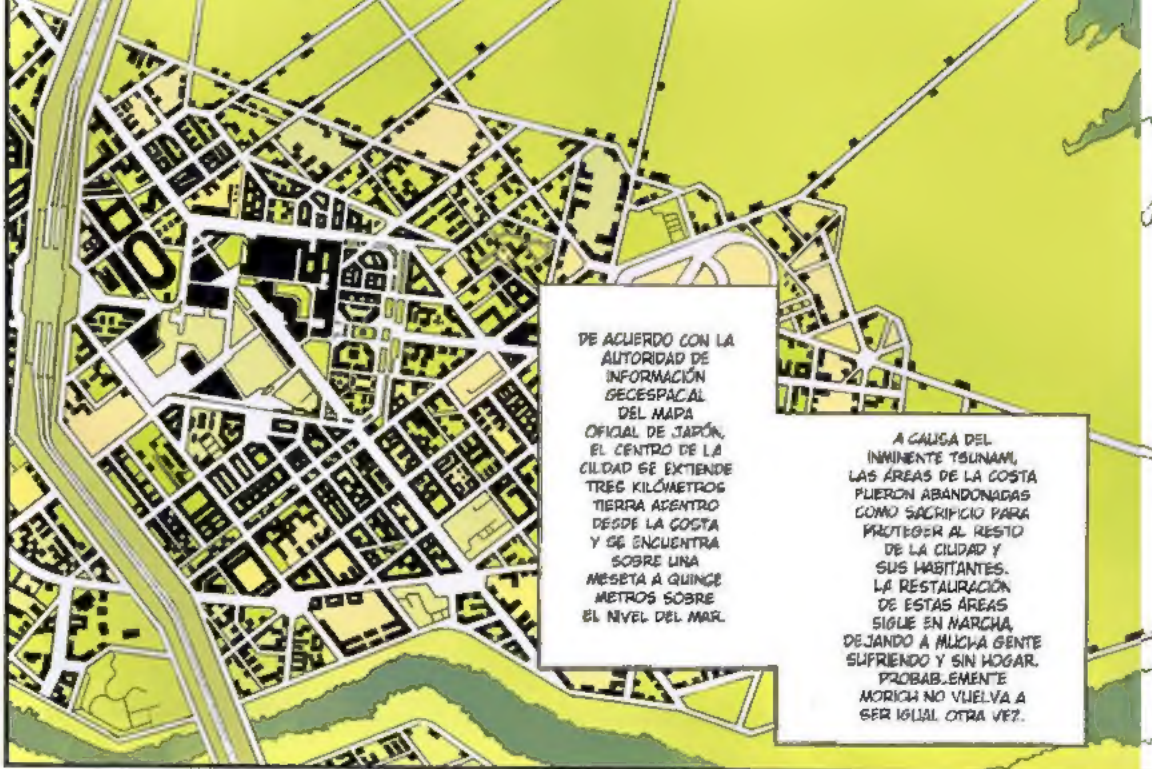 DE ACUERDO CON LA
AUTORIDAD DE
INFORMACIÓN
GECESPACAL
DEL MAPA
OFICIAL DE JAPÓN,
EL CENTRO DE LA
CIUDAD SE EXTIENDE
TRES KILÓMETROS
TIERRA ADENTRO
DESDE LA COSTA
Y SE ENCUENTRA
SOBRE UNA
MESETA A QUINCE
METROS SOBRE
EL NIVEL DEL MAR.
A CAUSA DEL
INMINENTE TSUNAMI,
LAS ÁREAS DE LA COSTA
FUERON ABANDONADAS
COMO SACRIFICIO PARA
PROTEGER AL RESTO
DE LA CIUDAD Y
SUS HABITANTES.
LA RESTAURACIÓN
DE ESTAS ÁREAS
SIGUE EN MARCHA,
DEJANDO A MUCHA GENTE
SUFRIENDO Y SIN HOGAR.
PROBABLEMENTE
MORIOH NO VUELVA A
SER IGUAL OTRA VEZ.